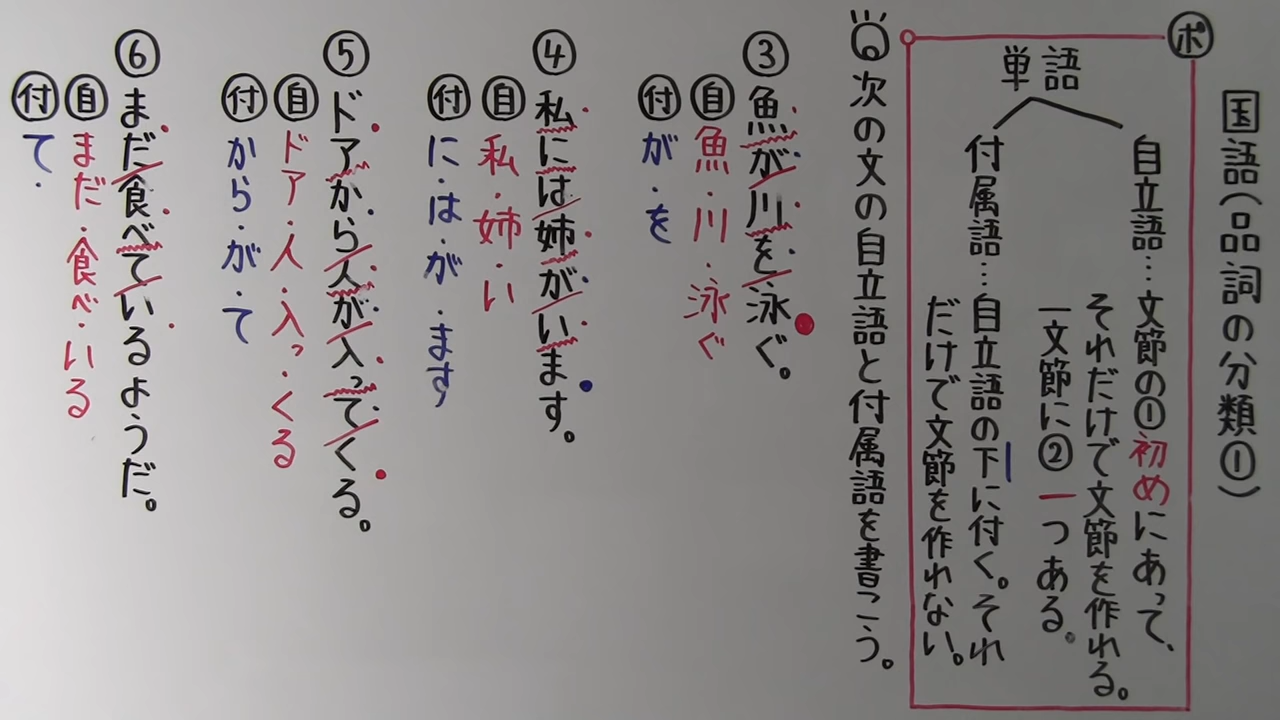 国語(品詞の分類①)
ポ
単語
自立語…文節の①初めにあって、
それだけで文節を作れる。
一文節に②一つある。
付属語…自立語の下に付く。それ
だけで文節を作れない。
次の文の自立語と付属語を書こう。
③魚が川を泳ぐ。
自 魚・川・泳ぐ
付 が・を
④私には姉がいます。
自 私・姉・い
付 に・は・が・ます
⑤ドアから人が入ってくる。
自 ドア・人・入っ・くる
付 から・が・て
⑥まだ食べているようだ。
自 まだ・食べ・いる
付 て・